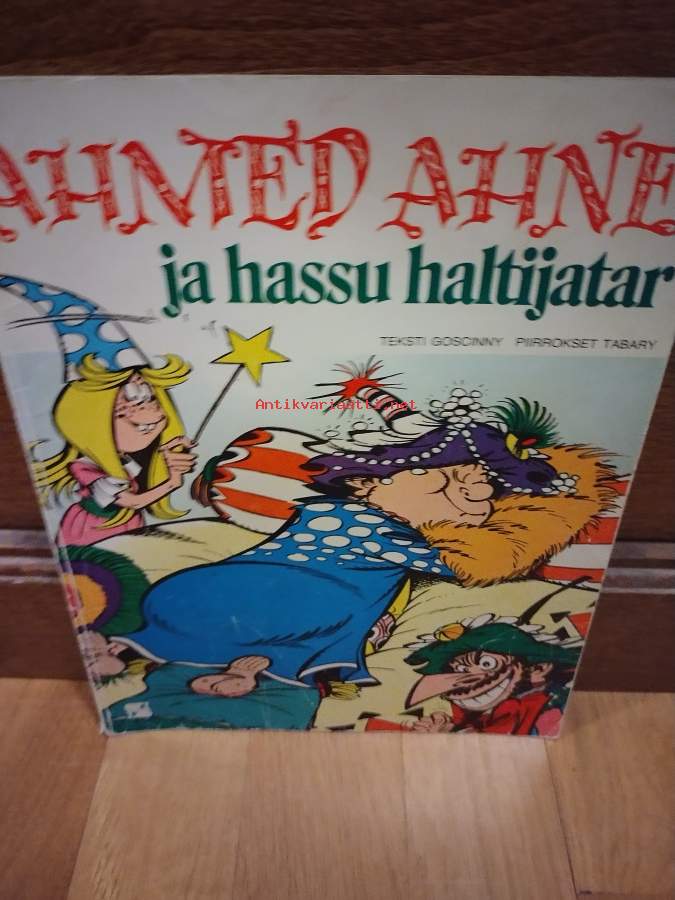 AHMED AHNE
ja hassu haltijatar
TEKSTI GOSCINNY PIIRROKSET TABARY
Antikvariaatti.net